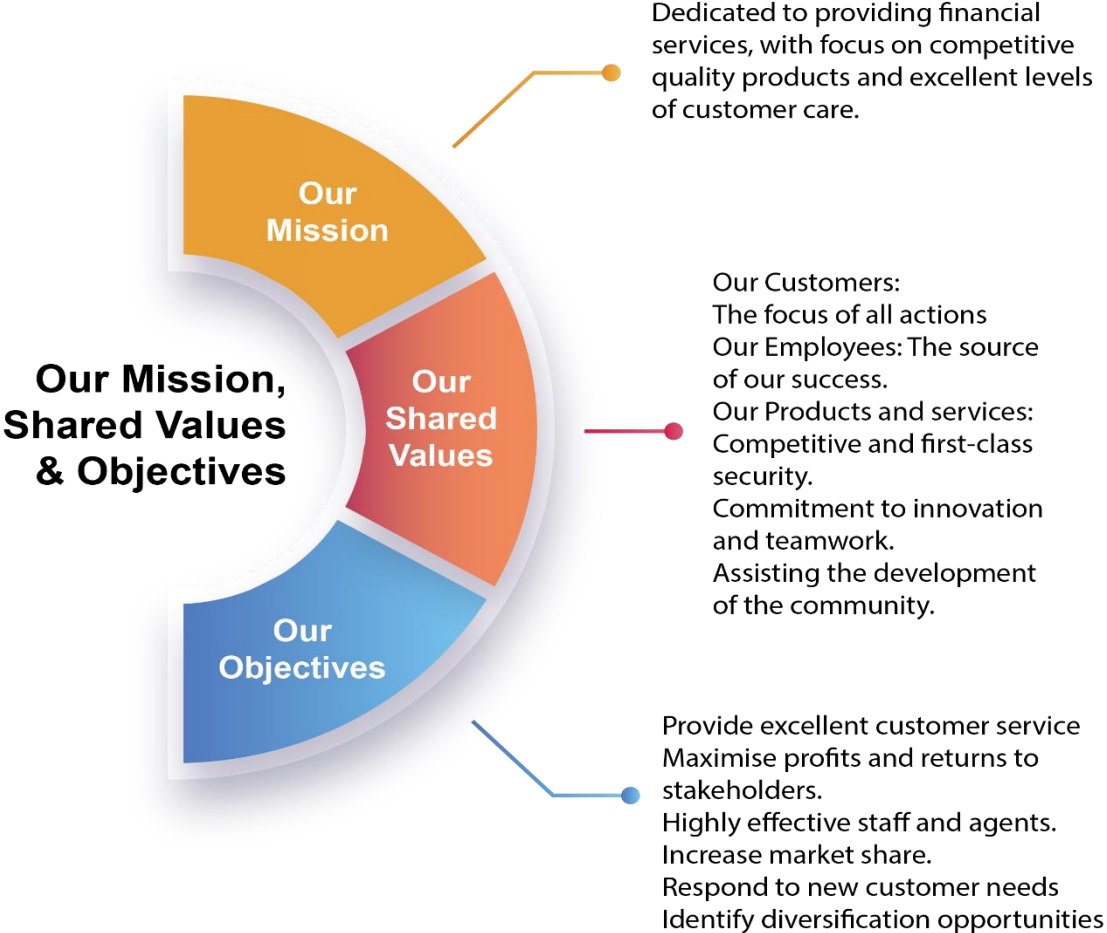 Our Mission,
Shared Values
& Objectives
Our
Mission
Dedicated to providing financial
services, with focus on competitive
quality products and excellent levels
of customer care.
Our
Shared
Values
Our Customers:
The focus of all actions
Our Employees: The source
of our success.
Our Products and services:
Competitive and first-class
security.
Commitment to innovation
and teamwork.
Assisting the development
of the community.
Our
Objectives
Provide excellent customer service
Maximise profits and returns to
stakeholders.
Highly effective staff and agents.
Increase market share.
Respond to new customer needs
Identify diversification opportunities